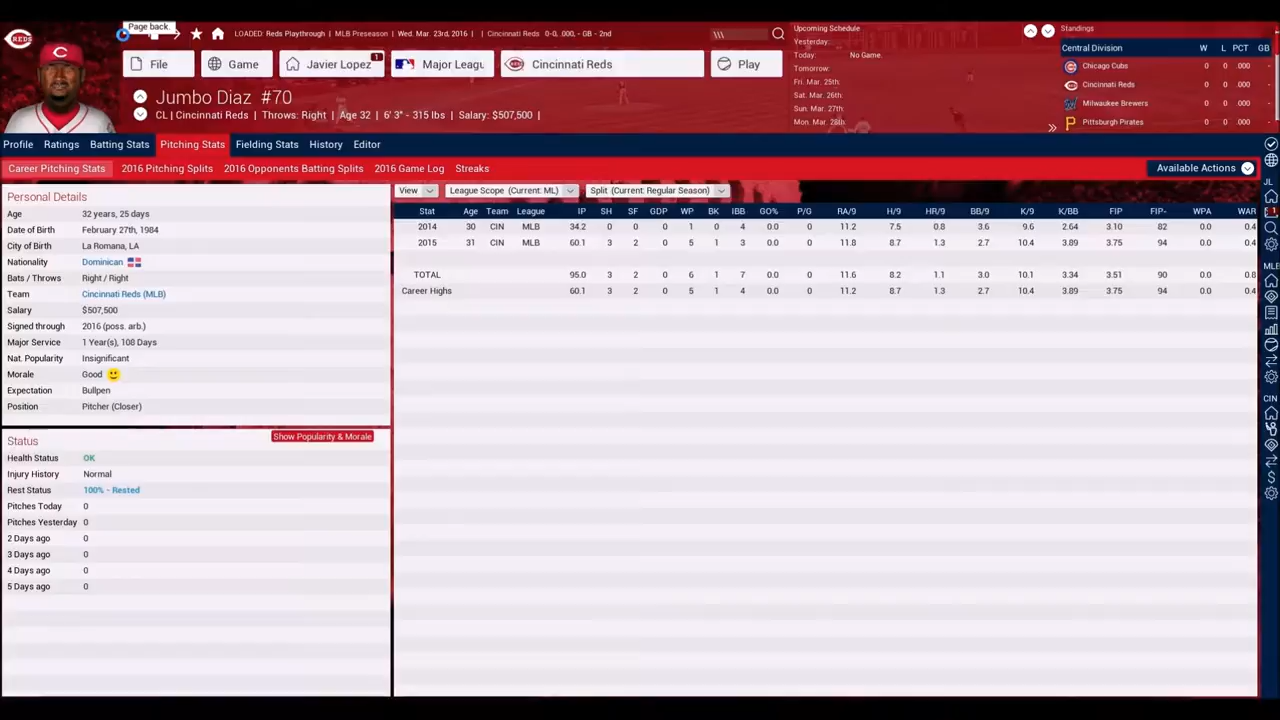 Page back.
LOADED: Reds Playthrough | MLB Preseason | Wed. Mar. 23rd, 2016 | Cincinnati Reds 0-0, .000, - GB - 2nd
\\\
REDS
File
Game
Javier Lopez 1
Major Leagu
Cincinnati Reds
Play
Jumbo Diaz #70
CL | Cincinnati Reds | Throws: Right | Age 32 | 6' 3" - 315 lbs | Salary: $507,500 |
Upcoming Schedule
Yesterday:
Today: No Game.
Tomorrow:
Fri. Mar. 25th:
Sat. Mar. 26th:
Sun. Mar. 27th:
Mon. Mar. 28th:
Standings
Central Division W L PCT GB
Chicago Cubs 0 0 .000 -
Cincinnati Reds 0 0 .000 -
Milwaukee Brewers 0 0 .000 -
Pittsburgh Pirates 0 0 .000 -
Profile Ratings Batting Stats Pitching Stats Fielding Stats History Editor
Career Pitching Stats 2016 Pitching Splits 2016 Opponents Batting Splits 2016 Game Log Streaks
Available Actions
Personal Details
Age 32 years, 25 days
Date of Birth February 27th, 1984
City of Birth La Romana, LA
Nationality Dominican
Bats / Throws Right / Right
Team Cincinnati Reds (MLB)
Salary $507,500
Signed through 2016 (poss. arb.)
Major Service 1 Year(s), 108 Days
Nat. Popularity Insignificant
Morale Good
Expectation Bullpen
Position Pitcher (Closer)
Status
Show Popularity & Morale
Health Status OK
Injury History Normal
Rest Status 100% - Rested
Pitches Today 0
Pitches Yesterday 0
2 Days ago 0
3 Days ago 0
4 Days ago 0
5 Days ago 0
View League Scope (Current: ML) Split (Current: Regular Season)
Stat Age Team League IP SH SF GDP WP BK IBB GO% P/G RA/9 H/9 HR/9 BB/9 K/9 K/BB FIP FIP- WPA WAR
2014 30 CIN MLB 34.2 0 0 0 1 0 4 0.0 0 11.2 7.5 0.8 3.6 9.6 2.64 3.10 82 0.0 0.4
2015 31 CIN MLB 60.1 3 2 0 5 1 3 0.0 0 11.8 8.7 1.3 2.7 10.4 3.89 3.75 94 0.0 0.4
TOTAL 95.0 3 2 0 6 1 7 0.0 0 11.6 8.2 1.1 3.0 10.1 3.34 3.51 90 0.0 0.8
Career Highs 60.1 3 2 0 5 1 4 0.0 0 11.2 8.7 1.3 2.7 10.4 3.89 3.75 94 0.0 0.4
JL
1
MLB
CIN